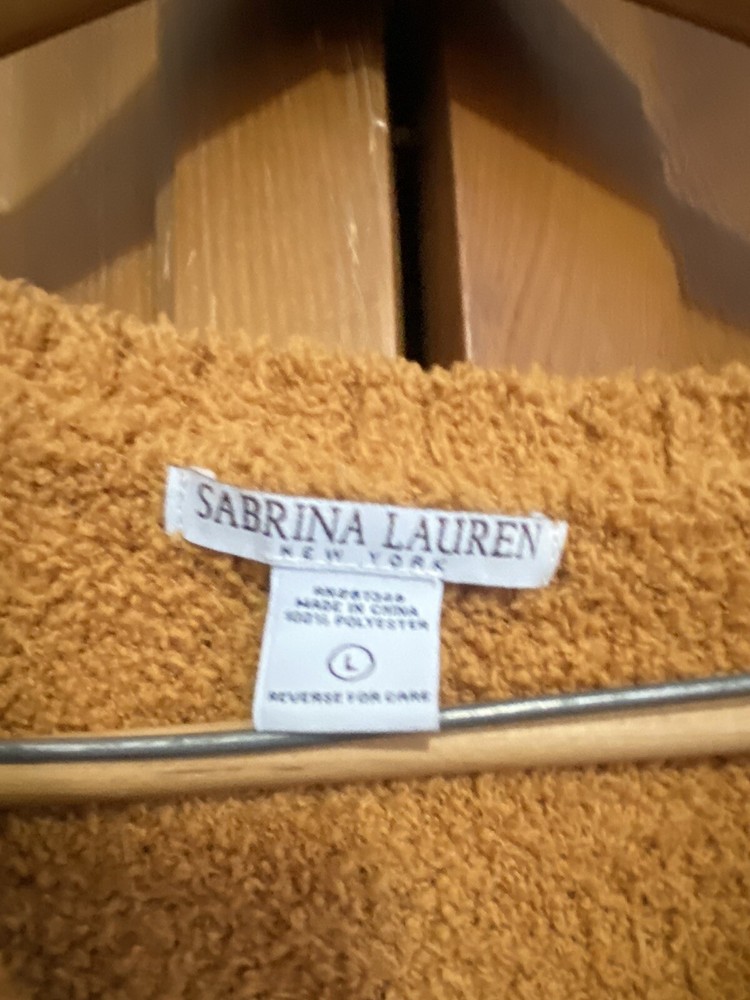 SABRINA LAUREN
NEW YORK
MADE IN CHINA
100% POLYESTER
L
REVERSE FOR CARE